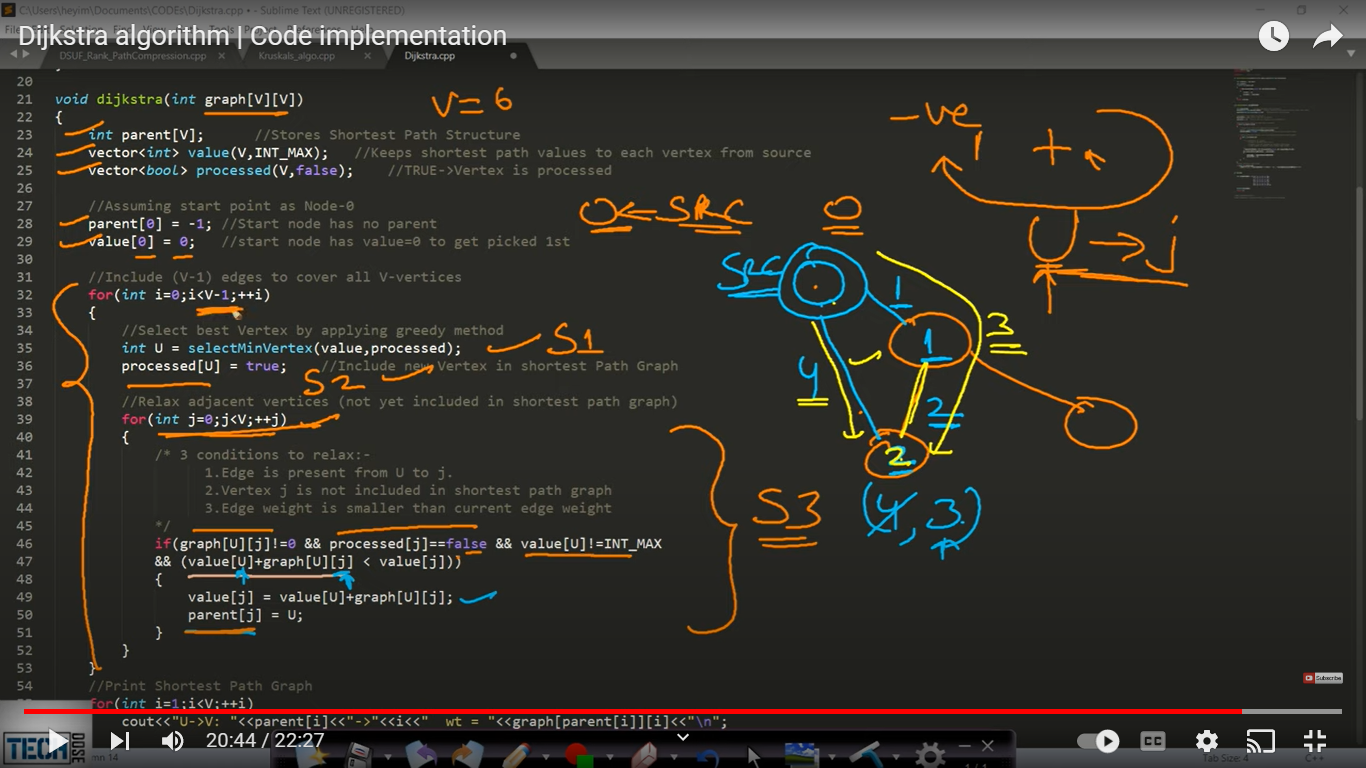 C:\Users\heyim\Documents\CODEs\Dijkstra.cpp • - Sublime Text (UNREGISTERED)
Dijkstra algorithm | Code implementation
DSUF_Rank_PathCompression.cpp
Kruskals_algo.cpp
Dijkstra.cpp
20
21 void dijkstra(int graph[V][V])
22 {
23 int parent[V]; //Stores Shortest Path Structure
24 vector<int> value(V,INT_MAX); //Keeps shortest path values to each vertex from source
25 vector<bool> processed(V,false); //TRUE->Vertex is processed
26
27 //Assuming start point as Node-0
28 parent[0] = -1; //Start node has no parent
29 value[0] = 0; //start node has value=0 to get picked 1st
30
31 //Include (V-1) edges to cover all V-vertices
32 for(int i=0;i<V-1;++i)
33 {
34 //Select best Vertex by applying greedy method
35 int U = selectMinVertex(value,processed);
36 processed[U] = true; //Include new Vertex in shortest Path Graph
37
38 //Relax adjacent vertices (not yet included in shortest path graph)
39 for(int j=0;j<V;++j)
40 {
41 /* 3 conditions to relax:-
42 1.Edge is present from U to j.
43 2.Vertex j is not included in shortest path graph
44 3.Edge weight is smaller than current edge weight
45 */
46 if(graph[U][j]!=0 && processed[j]==false && value[U]!=INT_MAX
47 && (value[U]+graph[U][j] < value[j]))
48 {
49 value[j] = value[U]+graph[U][j];
50 parent[j] = U;
51 }
52 }
53 }
54 //Print Shortest Path Graph
for(int i=1;i<V;++i)
cout<<"U->V: "<<parent[i]<<"->"<<i<<" wt = "<<graph[parent[i]][i]<<"\n";
V=6
-ve
+
U → j
0 ← SRC
0
SRC
1
1
3
4
2
2
(4, 3)
S1
S2
S3
Subscribe
TECH DOSE
20:44 / 22:27
CC
mn 14
1/1
Tab Size: 4
C++